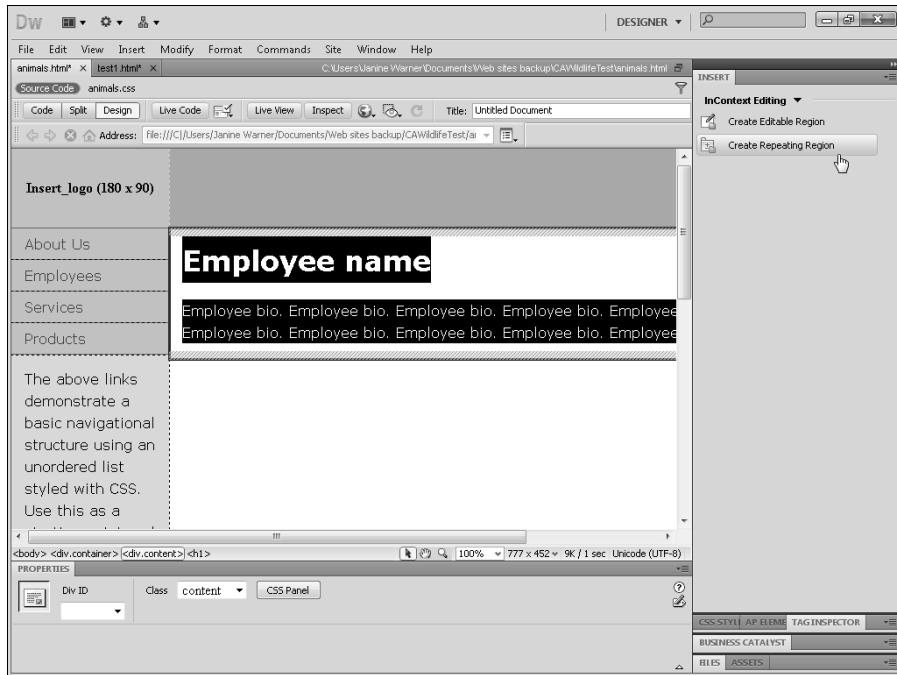 Dw DESIGNER
File Edit View Insert Modify Format Commands Site Window Help
animals.html* × test1.html* × C:\Users\Janine Warner\Documents\Web sites backup\CAWildlifeTest\animals.html
Source Code animals.css
Code Split Design Live Code Live View Inspect Title: Untitled Document
Address: file:///C|/Users/Janine Warner/Documents/Web sites backup/CAWildlifeTest/ar
INSERT
InContext Editing
Create Editable Region
Create Repeating Region
Insert_logo (180 x 90)
About Us
Employees
Services
Products
Employee name
Employee bio. Employee bio. Employee bio. Employee bio. Employee
Employee bio. Employee bio. Employee bio. Employee bio. Employee
The above links
demonstrate a
basic navigational
structure using an
unordered list
styled with CSS.
Use this as a
<body> <div.container> <div.content> <h1> 100% 777 x 452 9K / 1 sec Unicode (UTF-8)
PROPERTIES
Div ID Class content CSS Panel
CSS STYL AP ELEME TAG INSPECTOR
BUSINESS CATALYST
FILES ASSETS